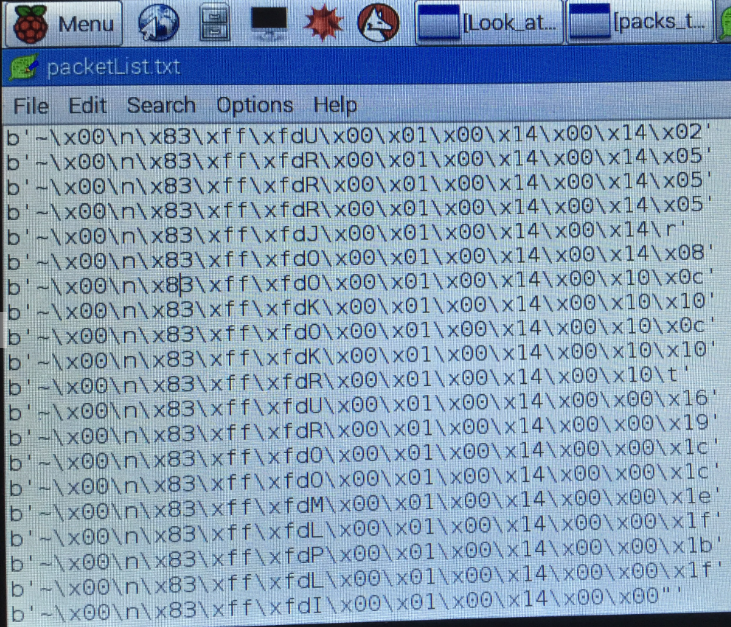 Menu [Look_at... [packs_t...
packetList.txt
File Edit Search Options Help
b'~\x00\n\x83\xff\xfdU\x00\x01\x00\x14\x00\x14\x02'
b'~\x00\n\x83\xff\xfdR\x00\x01\x00\x14\x00\x14\x05'
b'~\x00\n\x83\xff\xfdR\x00\x01\x00\x14\x00\x14\x05'
b'~\x00\n\x83\xff\xfdR\x00\x01\x00\x14\x00\x14\x05'
b'~\x00\n\x83\xff\xfdJ\x00\x01\x00\x14\x00\x14\r'
b'~\x00\n\x83\xff\xfdO\x00\x01\x00\x14\x00\x14\x08'
b'~\x00\n\x83\xff\xfdO\x00\x01\x00\x14\x00\x10\x0c'
b'~\x00\n\x83\xff\xfdK\x00\x01\x00\x14\x00\x10\x10'
b'~\x00\n\x83\xff\xfdO\x00\x01\x00\x14\x00\x10\x0c'
b'~\x00\n\x83\xff\xfdK\x00\x01\x00\x14\x00\x10\x10'
b'~\x00\n\x83\xff\xfdR\x00\x01\x00\x14\x00\x10\t'
b'~\x00\n\x83\xff\xfdU\x00\x01\x00\x14\x00\x00\x16'
b'~\x00\n\x83\xff\xfdR\x00\x01\x00\x14\x00\x00\x19'
b'~\x00\n\x83\xff\xfdO\x00\x01\x00\x14\x00\x00\x1c'
b'~\x00\n\x83\xff\xfdO\x00\x01\x00\x14\x00\x00\x1c'
b'~\x00\n\x83\xff\xfdM\x00\x01\x00\x14\x00\x00\x1e'
b'~\x00\n\x83\xff\xfdL\x00\x01\x00\x14\x00\x00\x1f'
b'~\x00\n\x83\xff\xfdP\x00\x01\x00\x14\x00\x00\x1b'
b'~\x00\n\x83\xff\xfdL\x00\x01\x00\x14\x00\x00\x1f'
b'~\x00\n\x83\xff\xfdI\x00\x01\x00\x14\x00\x00"'